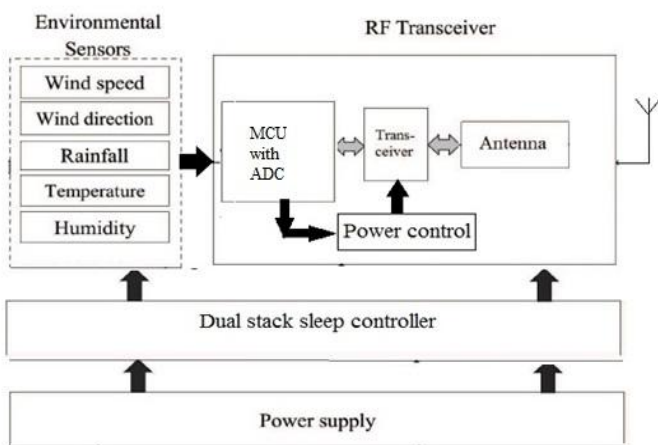 Environmental
Sensors
Wind speed
Wind direction
Rainfall
Temperature
Humidity
RF Transceiver
MCU
with
ADC
Trans-
ceiver
Antenna
Power control
Dual stack sleep controller
Power supply